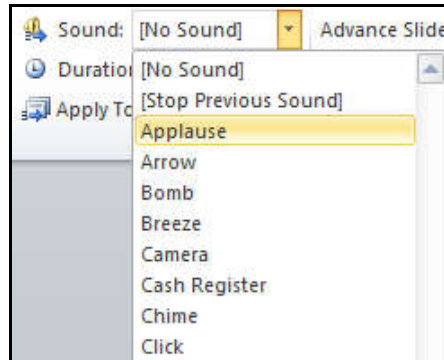 Sound: [No Sound] Advance Slide
Duration [No Sound]
[Stop Previous Sound]
Apply To
Applause
Arrow
Bomb
Breeze
Camera
Cash Register
Chime
Click